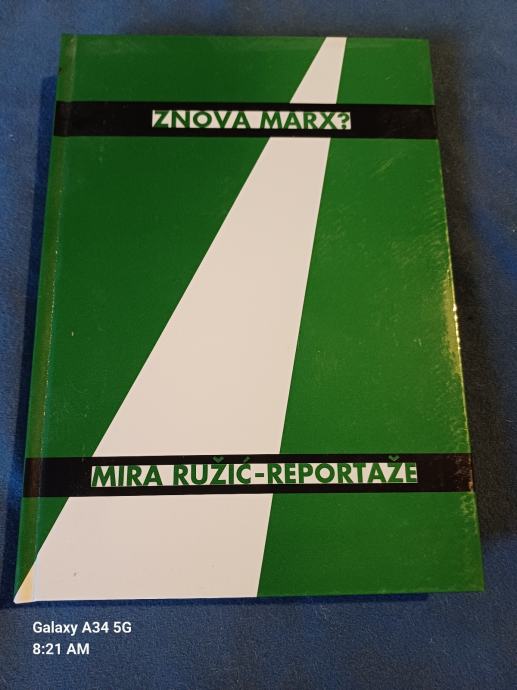 ZNOVA MARX?
MIRA RUŽIĆ-REPORTAŽE
Galaxy A34 5G
8:21 AM